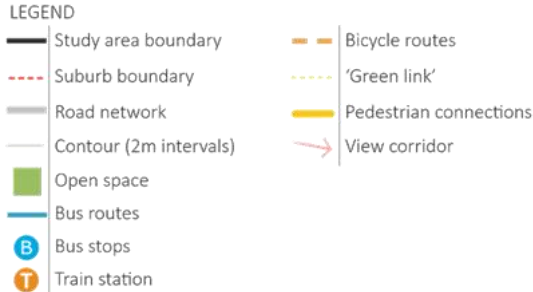 LEGEND
Study area boundary
Suburb boundary
Road network
Contour (2m intervals)
Open space
Bus routes
B Bus stops
T Train station
Bicycle routes
‘Green link’
Pedestrian connections
View corridor